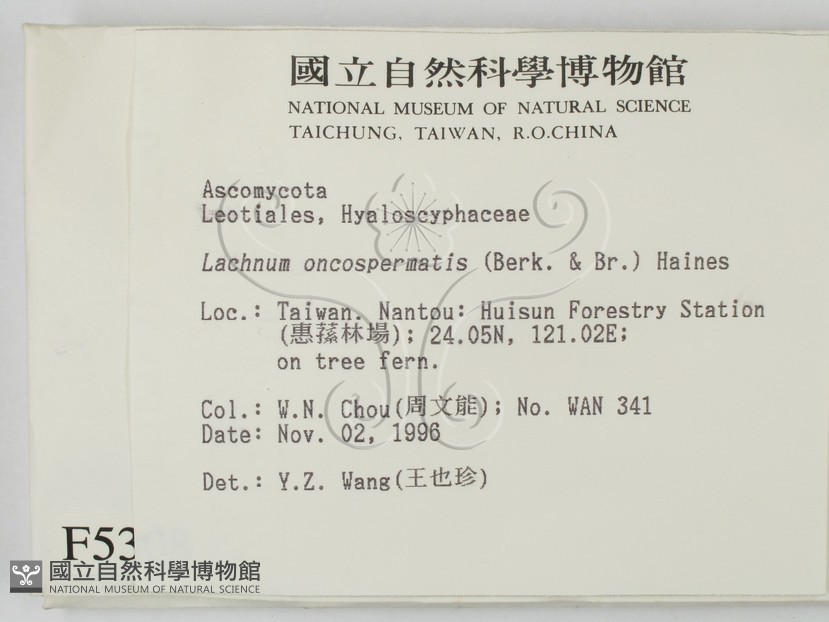 國立自然科學博物館
NATIONAL MUSEUM OF NATURAL SCIENCE
TAICHUNG, TAIWAN, R.O.CHINA
Ascomycota
Leotiales, Hyaloscyphaceae
Lachnum oncospermatis (Berk. & Br.) Haines
Loc.: Taiwan. Nantou: Huisun Forestry Station
(惠蓀林場); 24.05N, 121.02E;
on tree fern.
Col.: W.N. Chou(周文能); No. WAN 341
Date: Nov. 02, 1996
Det.: Y.Z. Wang(王也珍)
F53
國立自然科學博物館
NATIONAL MUSEUM OF NATURAL SCIENCE